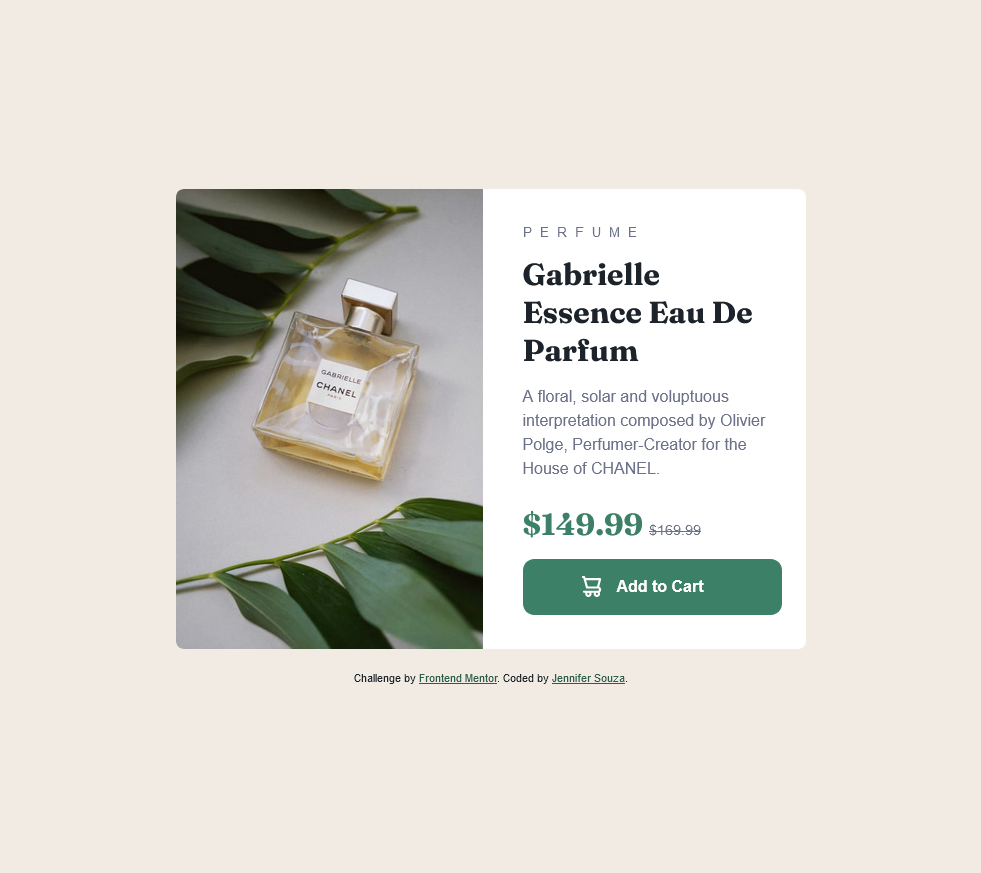 GABRIELLE
CHANEL
PARIS
PERFUME
Gabrielle
Essence Eau De
Parfum
A floral, solar and voluptuous
interpretation composed by Olivier
Polge, Perfumer-Creator for the
House of CHANEL.
$149.99 $169.99
Add to Cart
Challenge by Frontend Mentor. Coded by Jennifer Souza.